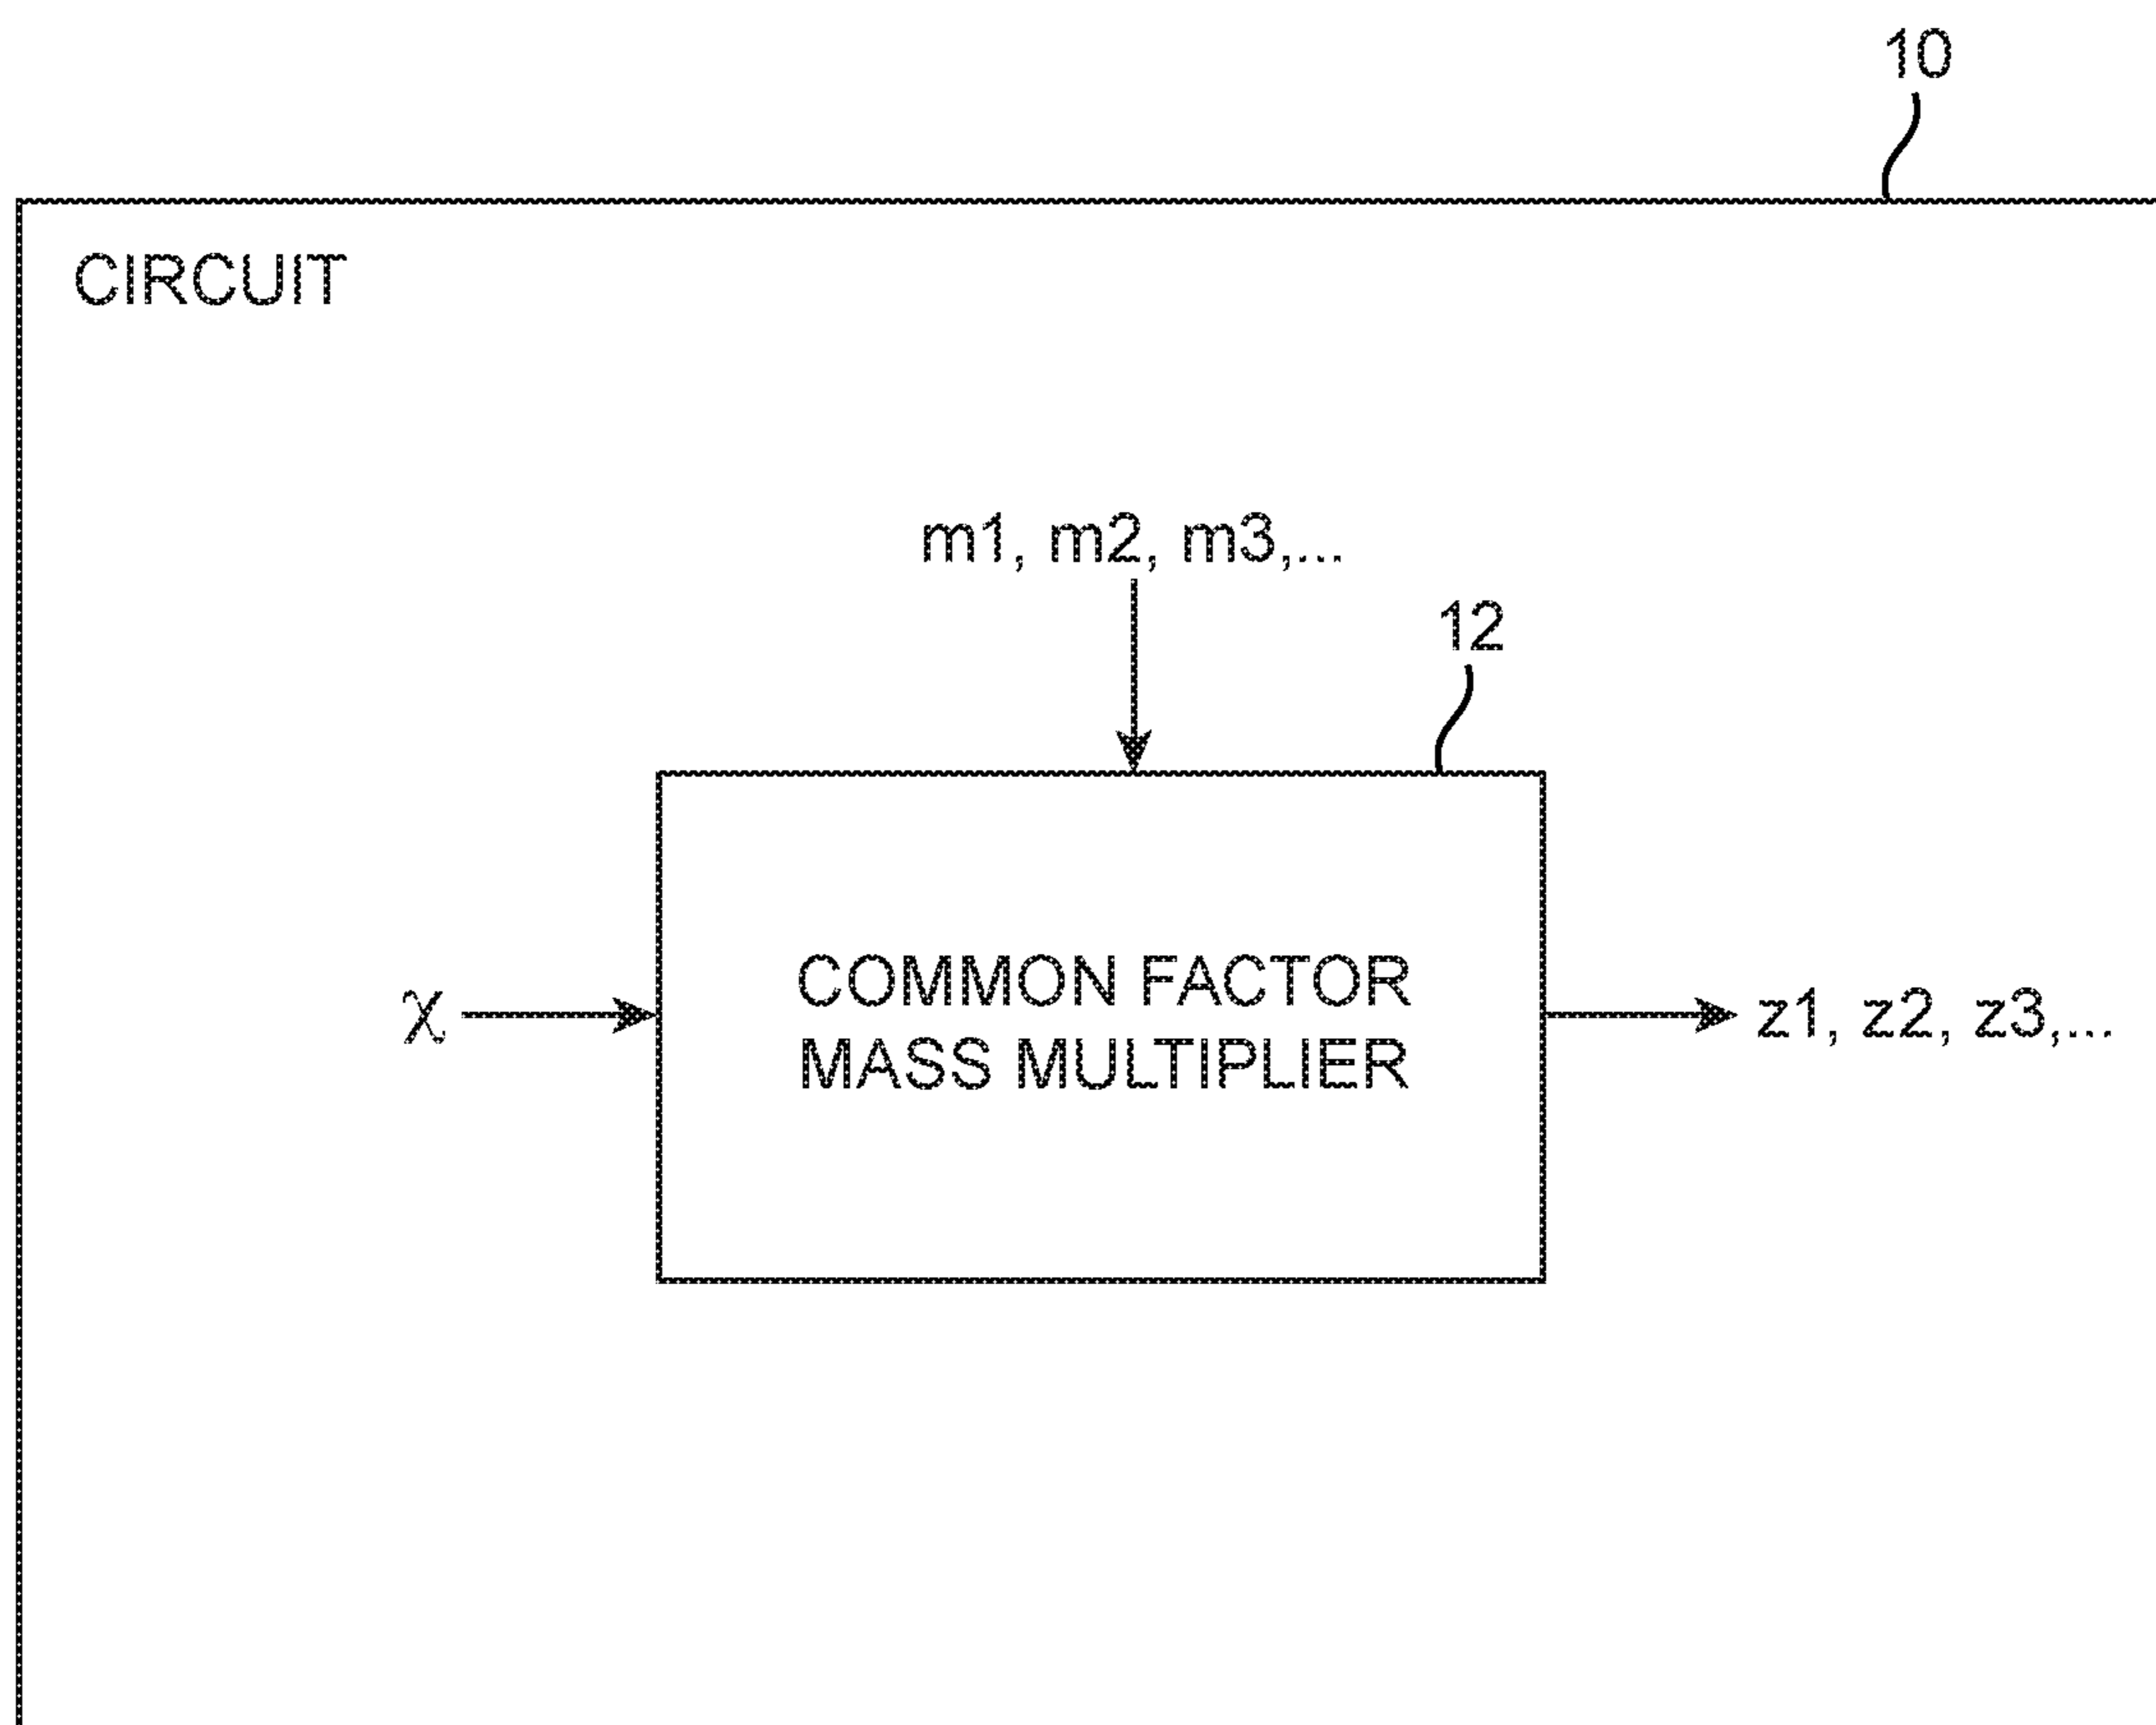 10
CIRCUIT
m1, m2, m3,...
12
χ
COMMON FACTOR
MASS MULTIPLIER
z1, z2, z3,...